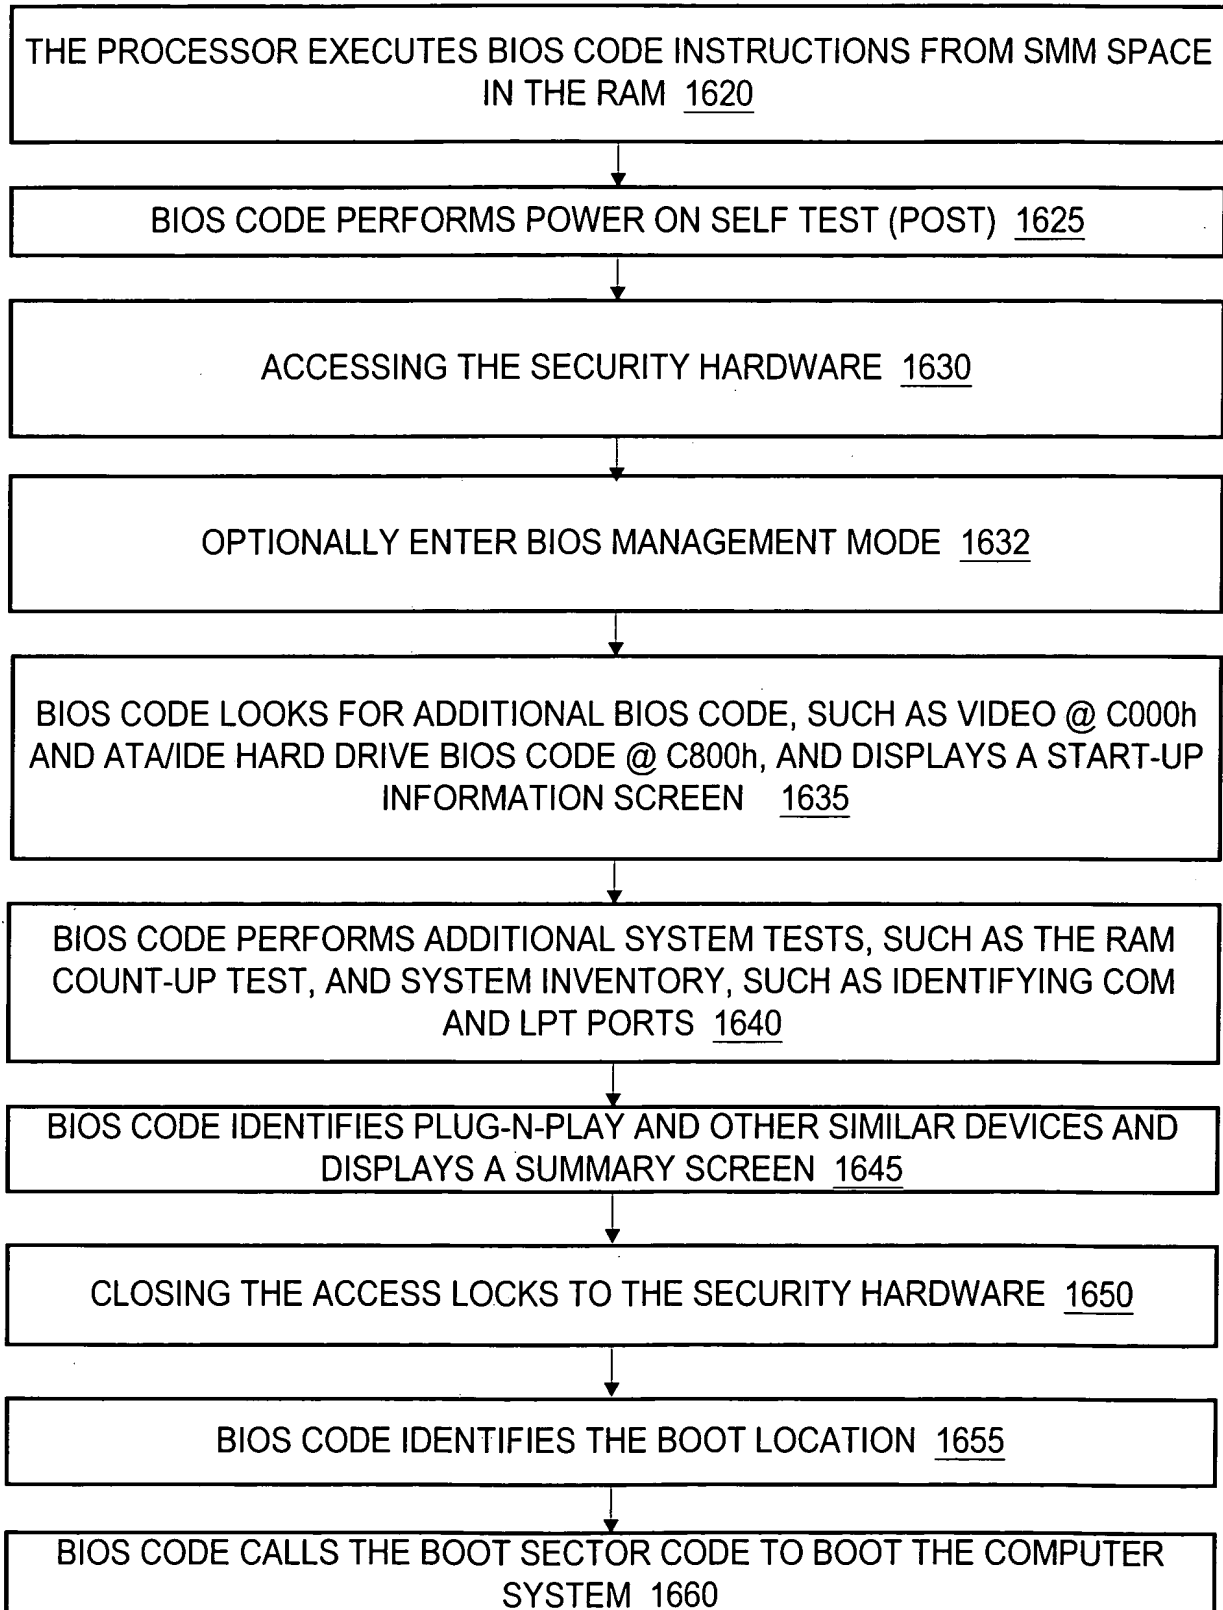 THE PROCESSOR EXECUTES BIOS CODE INSTRUCTIONS FROM SMM SPACE
IN THE RAM 1620
BIOS CODE PERFORMS POWER ON SELF TEST (POST) 1625
ACCESSING THE SECURITY HARDWARE 1630
OPTIONALLY ENTER BIOS MANAGEMENT MODE 1632
BIOS CODE LOOKS FOR ADDITIONAL BIOS CODE, SUCH AS VIDEO @ C000h
AND ATA/IDE HARD DRIVE BIOS CODE @ C800h, AND DISPLAYS A START-UP
INFORMATION SCREEN 1635
BIOS CODE PERFORMS ADDITIONAL SYSTEM TESTS, SUCH AS THE RAM
COUNT-UP TEST, AND SYSTEM INVENTORY, SUCH AS IDENTIFYING COM
AND LPT PORTS 1640
BIOS CODE IDENTIFIES PLUG-N-PLAY AND OTHER SIMILAR DEVICES AND
DISPLAYS A SUMMARY SCREEN 1645
CLOSING THE ACCESS LOCKS TO THE SECURITY HARDWARE 1650
BIOS CODE IDENTIFIES THE BOOT LOCATION 1655
BIOS CODE CALLS THE BOOT SECTOR CODE TO BOOT THE COMPUTER
SYSTEM 1660